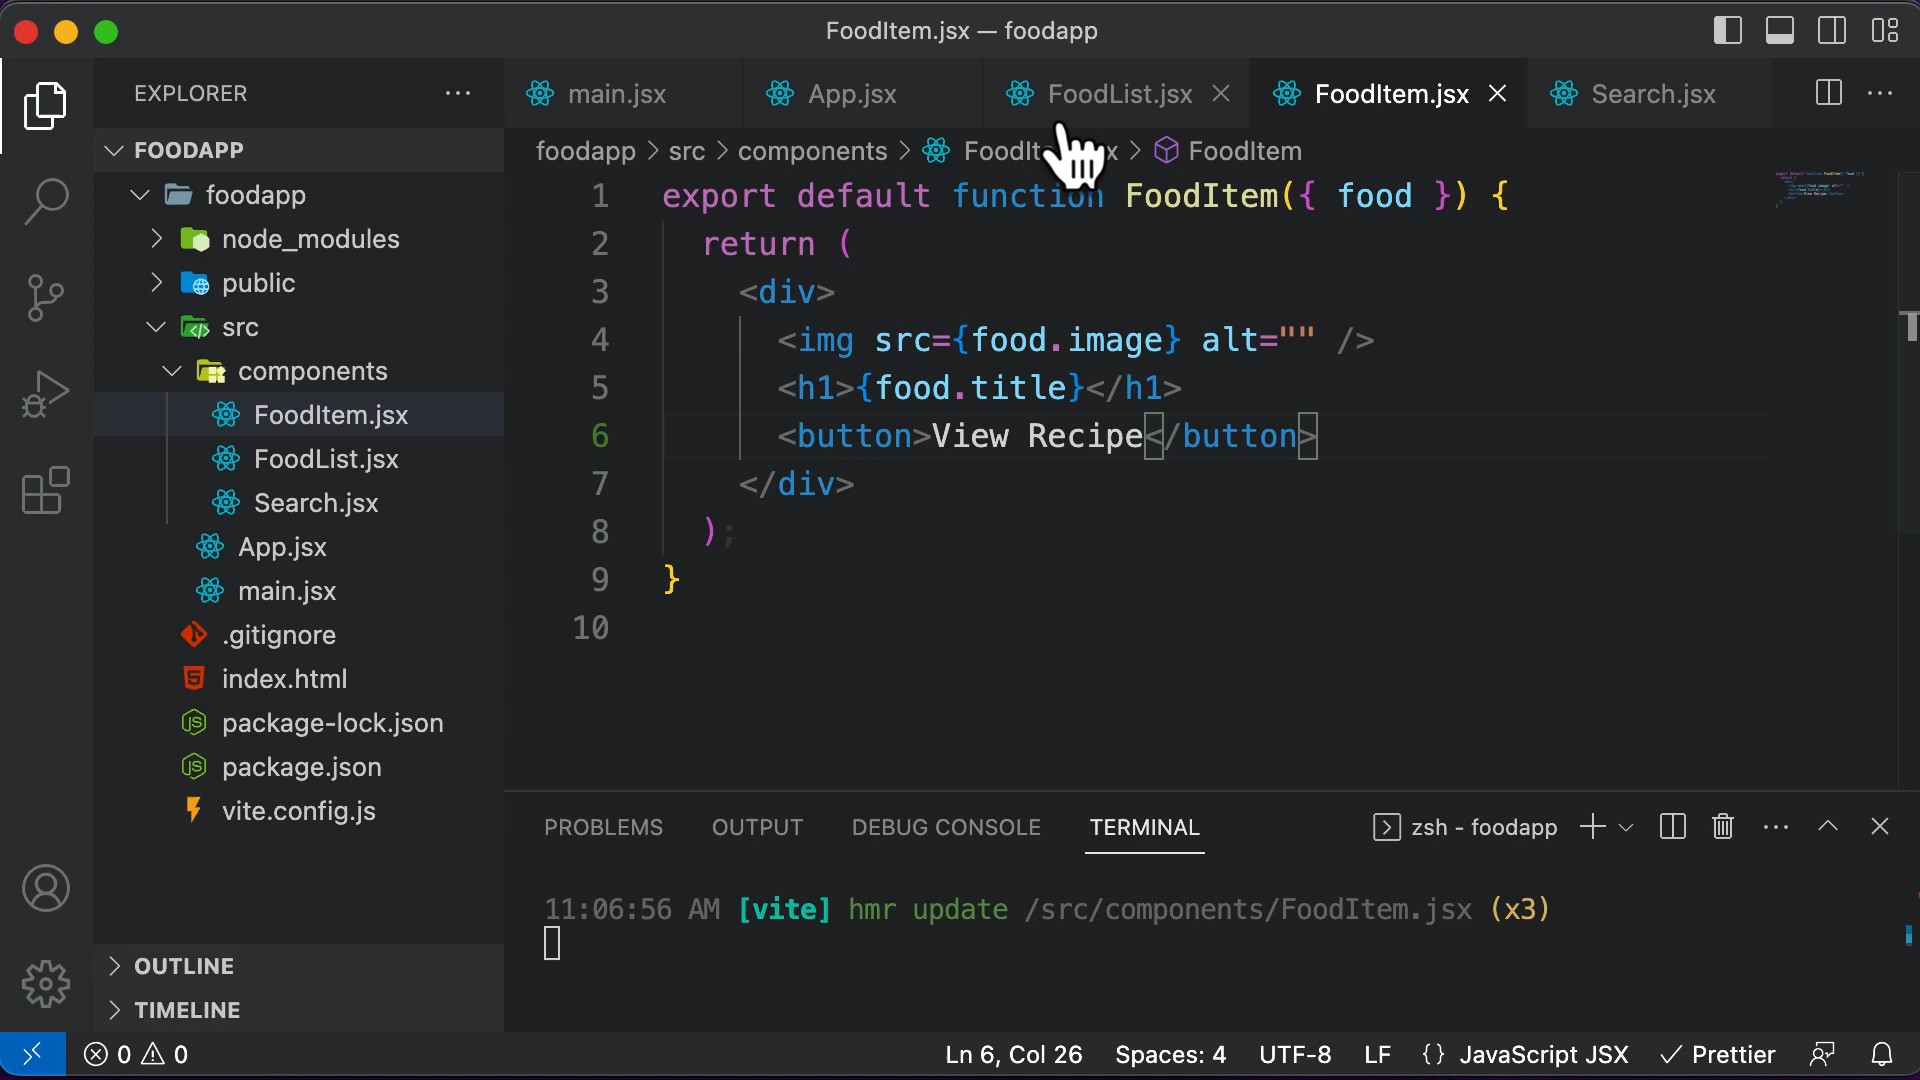 FoodItem.jsx — foodapp
EXPLORER
main.jsx
App.jsx
FoodList.jsx
FoodItem.jsx
Search.jsx
FOODAPP
foodapp
node_modules
public
src
components
FoodItem.jsx
FoodList.jsx
Search.jsx
App.jsx
main.jsx
.gitignore
index.html
package-lock.json
package.json
vite.config.js
OUTLINE
TIMELINE
foodapp > src > components > > FoodItem
1 export default function FoodItem({ food }) {
2 return (
3 <div>
4 <img src={food.image} alt="" />
5 <h1>{food.title}</h1>
6 <button>View Recipe</button>
7 </div>
8 );
9 }
10
PROBLEMS OUTPUT DEBUG CONSOLE TERMINAL
zsh - foodapp
11:06:56 AM [vite] hmr update /src/components/FoodItem.jsx (x3)
0 0
Ln 6, Col 26 Spaces: 4 UTF-8 LF {} JavaScript JSX Prettier